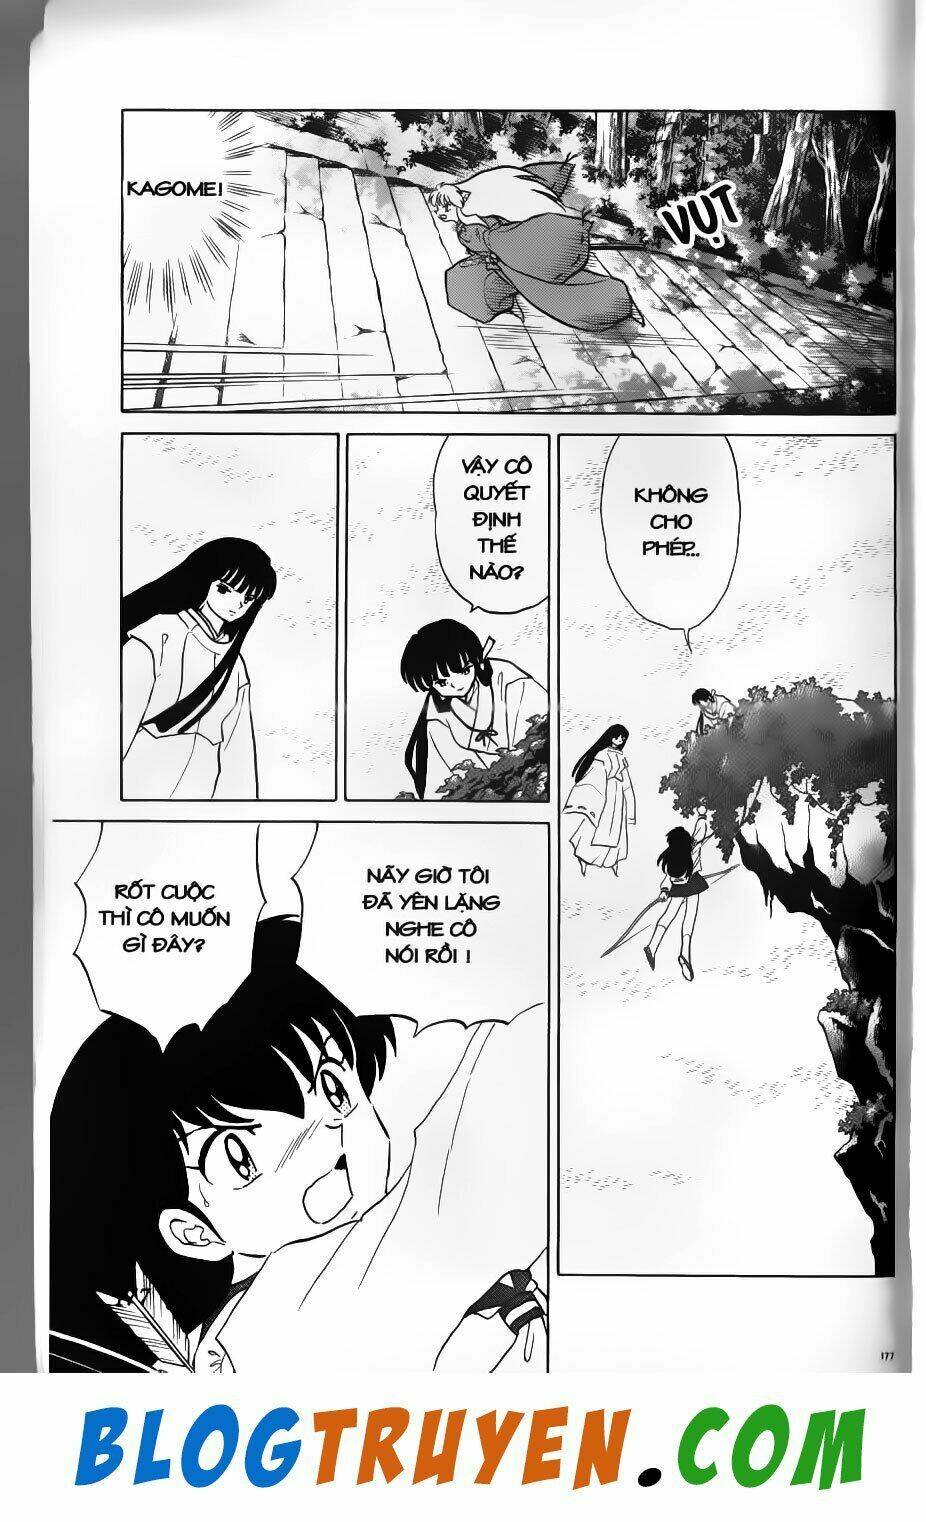 KAGOME!
VỤT
KHÔNG
CHO
PHÉP...
VẬY CÔ
QUYẾT
ĐỊNH
THẾ
NÀO?
NÃY GIỜ TÔI
ĐÃ YÊN LẶNG
NGHE CÔ
NÓI RỒI !
RỐT CUỘC
THÌ CÔ MUỐN
GÌ ĐÂY?
177
BLOGTRUYEN.COM